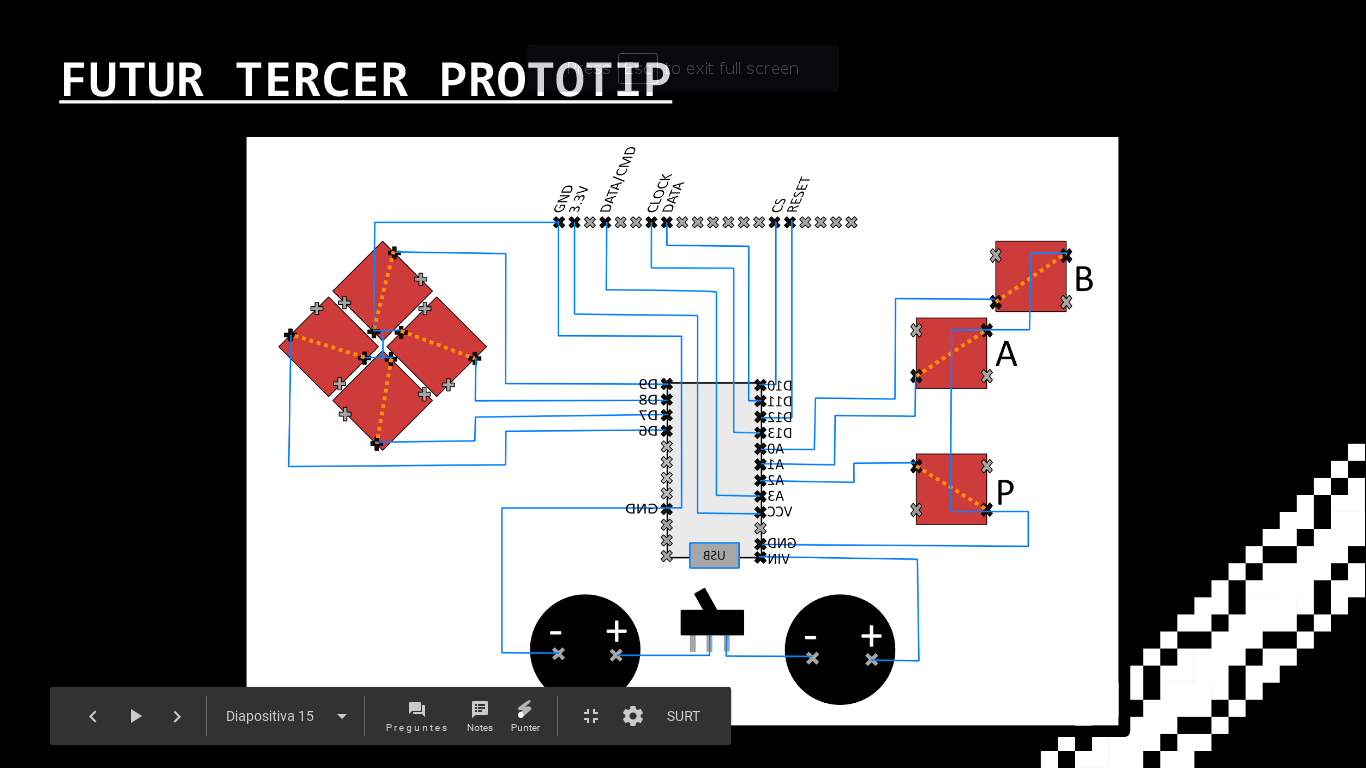 Press Esc to exit full screen
FUTUR TERCER PROTOTIP
GND
3.3V
DATA/CMD
CLOCK
DATA
CS
RESET
B
A
P
D9
D8
D7
D6
GND
D10
D11
D12
D13
A0
A1
A2
A3
VCC
GND
VIN
USB
- +
- +
Diapositiva 15
Preguntes
Notes
Punter
SURT